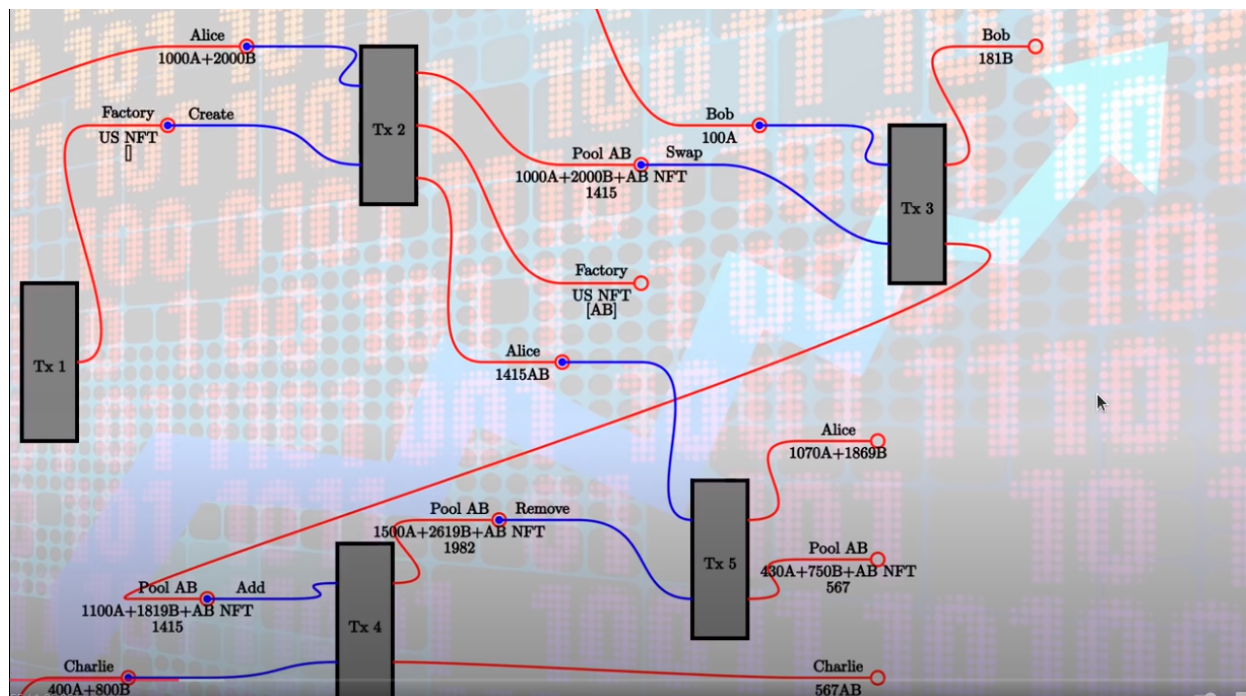 Alice
1000A+2000B
Factory
US NFT
[]
Create
Tx 2
Bob
181B
Bob
100A
Pool AB
1000A+2000B+AB NFT
1415
Swap
Tx 3
Factory
US NFT
[AB]
Tx 1
Alice
1415AB
Alice
1070A+1869B
Pool AB
1500A+2619B+AB NFT
1982
Remove
Tx 5
Pool AB
430A+750B+AB NFT
567
Pool AB
1100A+1819B+AB NFT
1415
Add
Tx 4
Charlie
400A+800B
Charlie
567AB